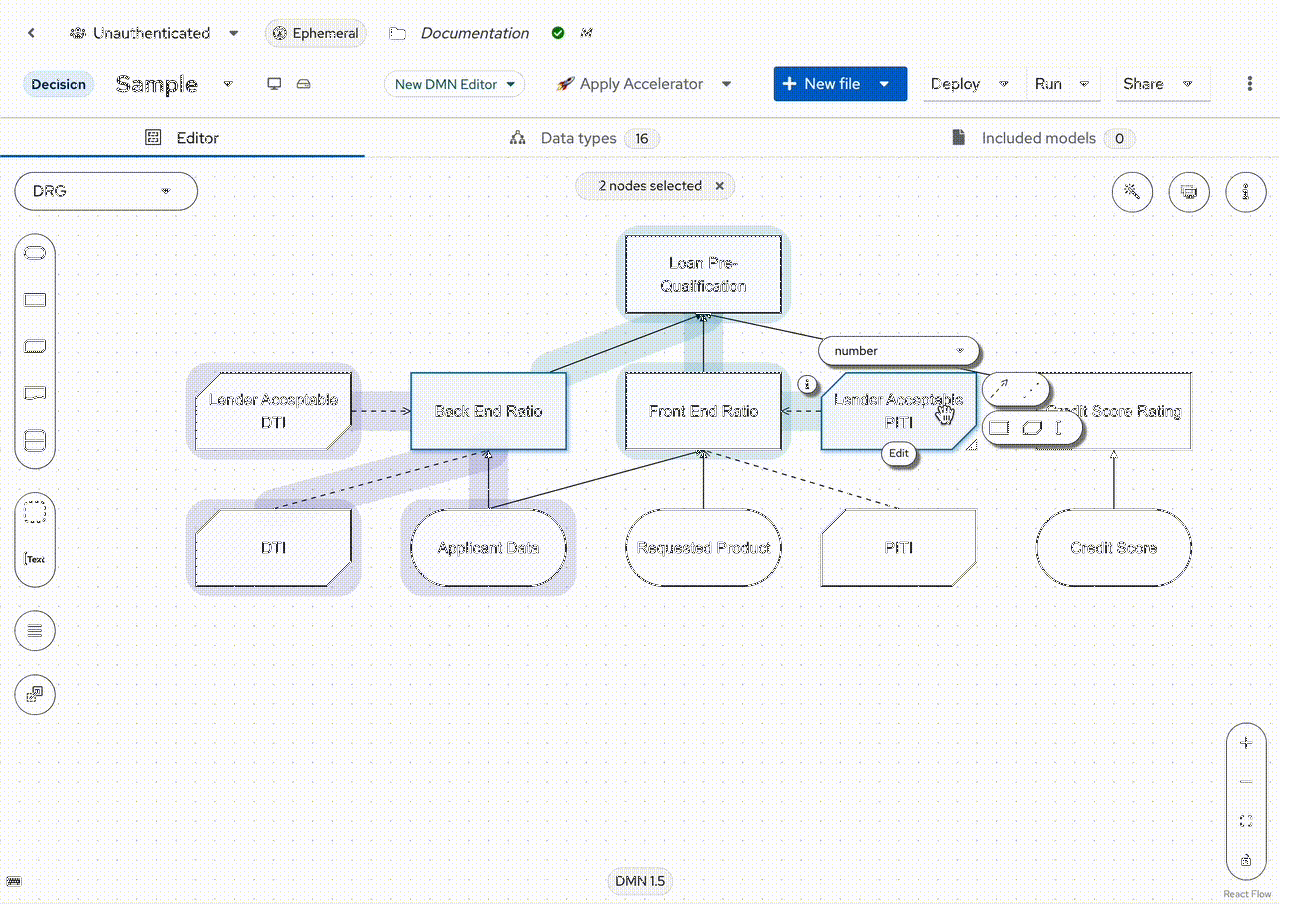 Unauthenticated Ephemeral Documentation
Decision Sample New DMN Editor Apply Accelerator New file Deploy Run Share
Editor Data types 16 Included models 0
DRG 2 nodes selected
Loan Pre-
Qualification
number
Lender Acceptable
DTI
Back End Ratio
Front End Ratio
Lender Acceptable
PITI
Credit Score Rating
Edit
DTI
Applicant Data
Requested Product
PITI
Credit Score
Text
DMN 1.5
React Flow